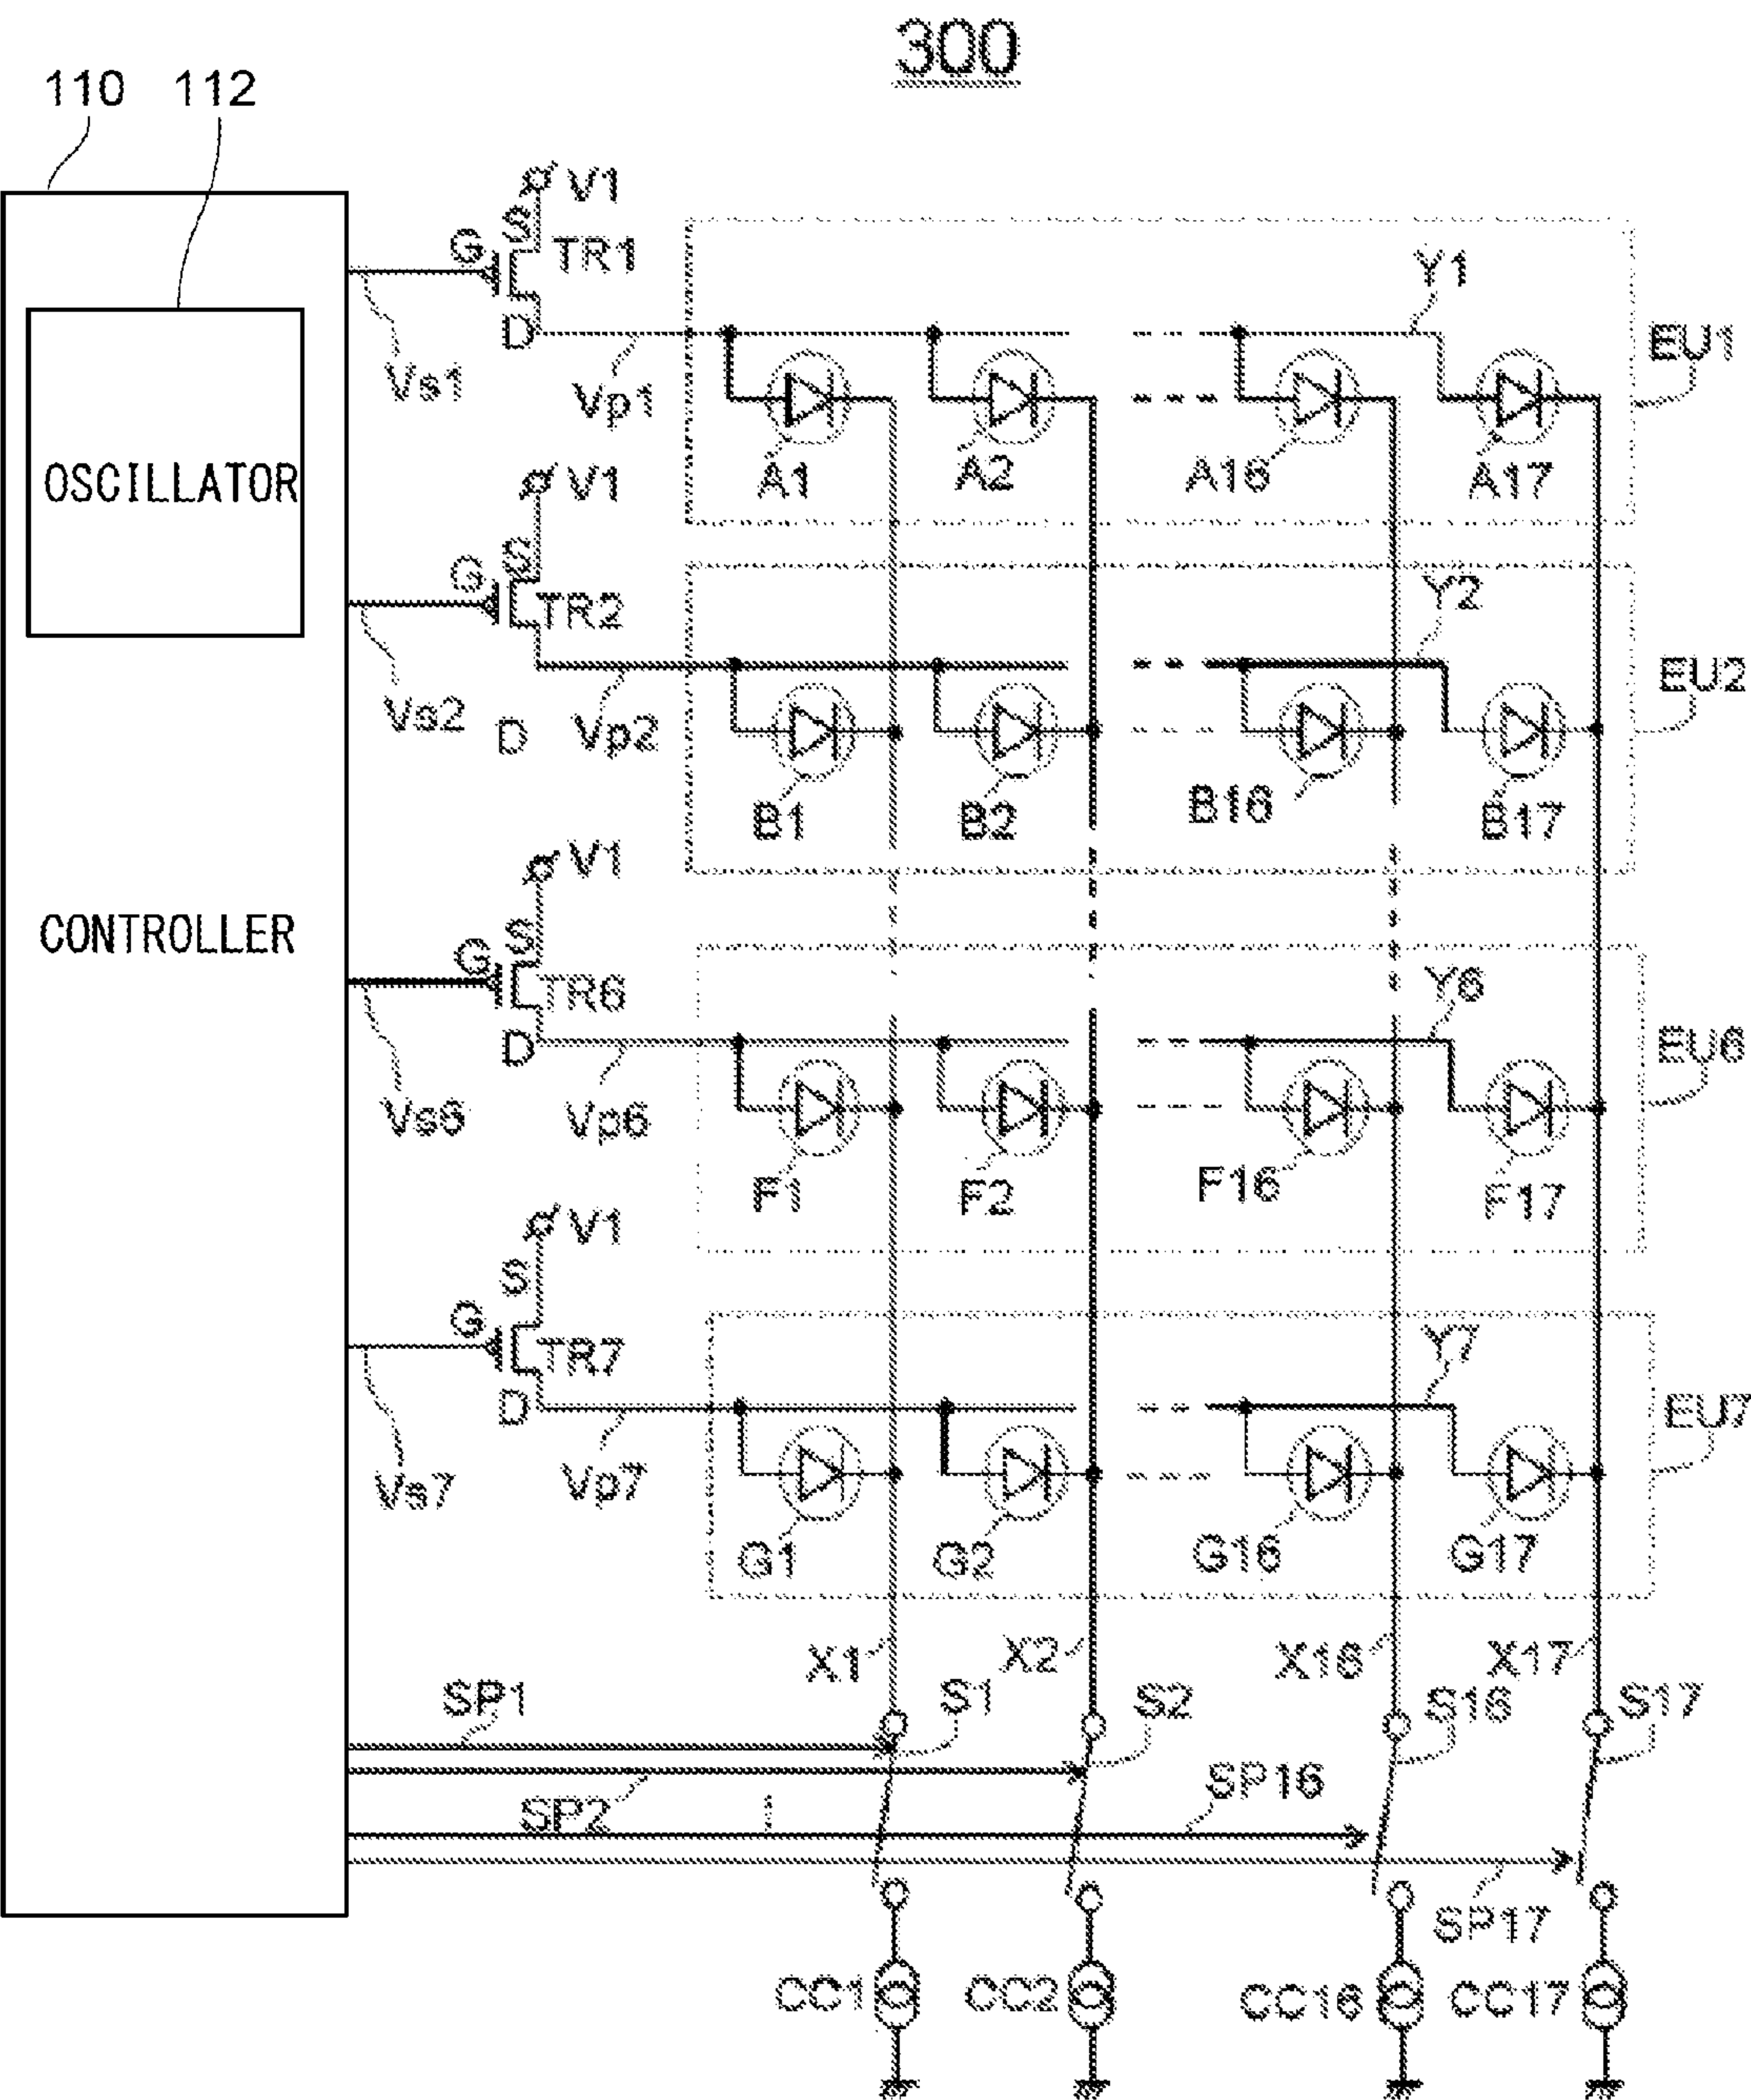 300
110 112
V1
S
G TR1
D
Vs1 Vp1
Y1
EU1
A1 A2 A16 A17
V1
S
G TR2
D
Vs2 Vp2
Y2
EU2
B1 B2 B16 B17
OSCILLATOR
CONTROLLER
V1
S
G TR6
D
Vs6 Vp6
Y6
EU6
F1 F2 F16 F17
V1
S
G TR7
D
Vs7 Vp7
Y7
EU7
G1 G2 G16 G17
X1 X2 X16 X17
SP1 S1 S2 S16 S17
SP2 SP16
SP17
CC1 CC2 CC16 CC17